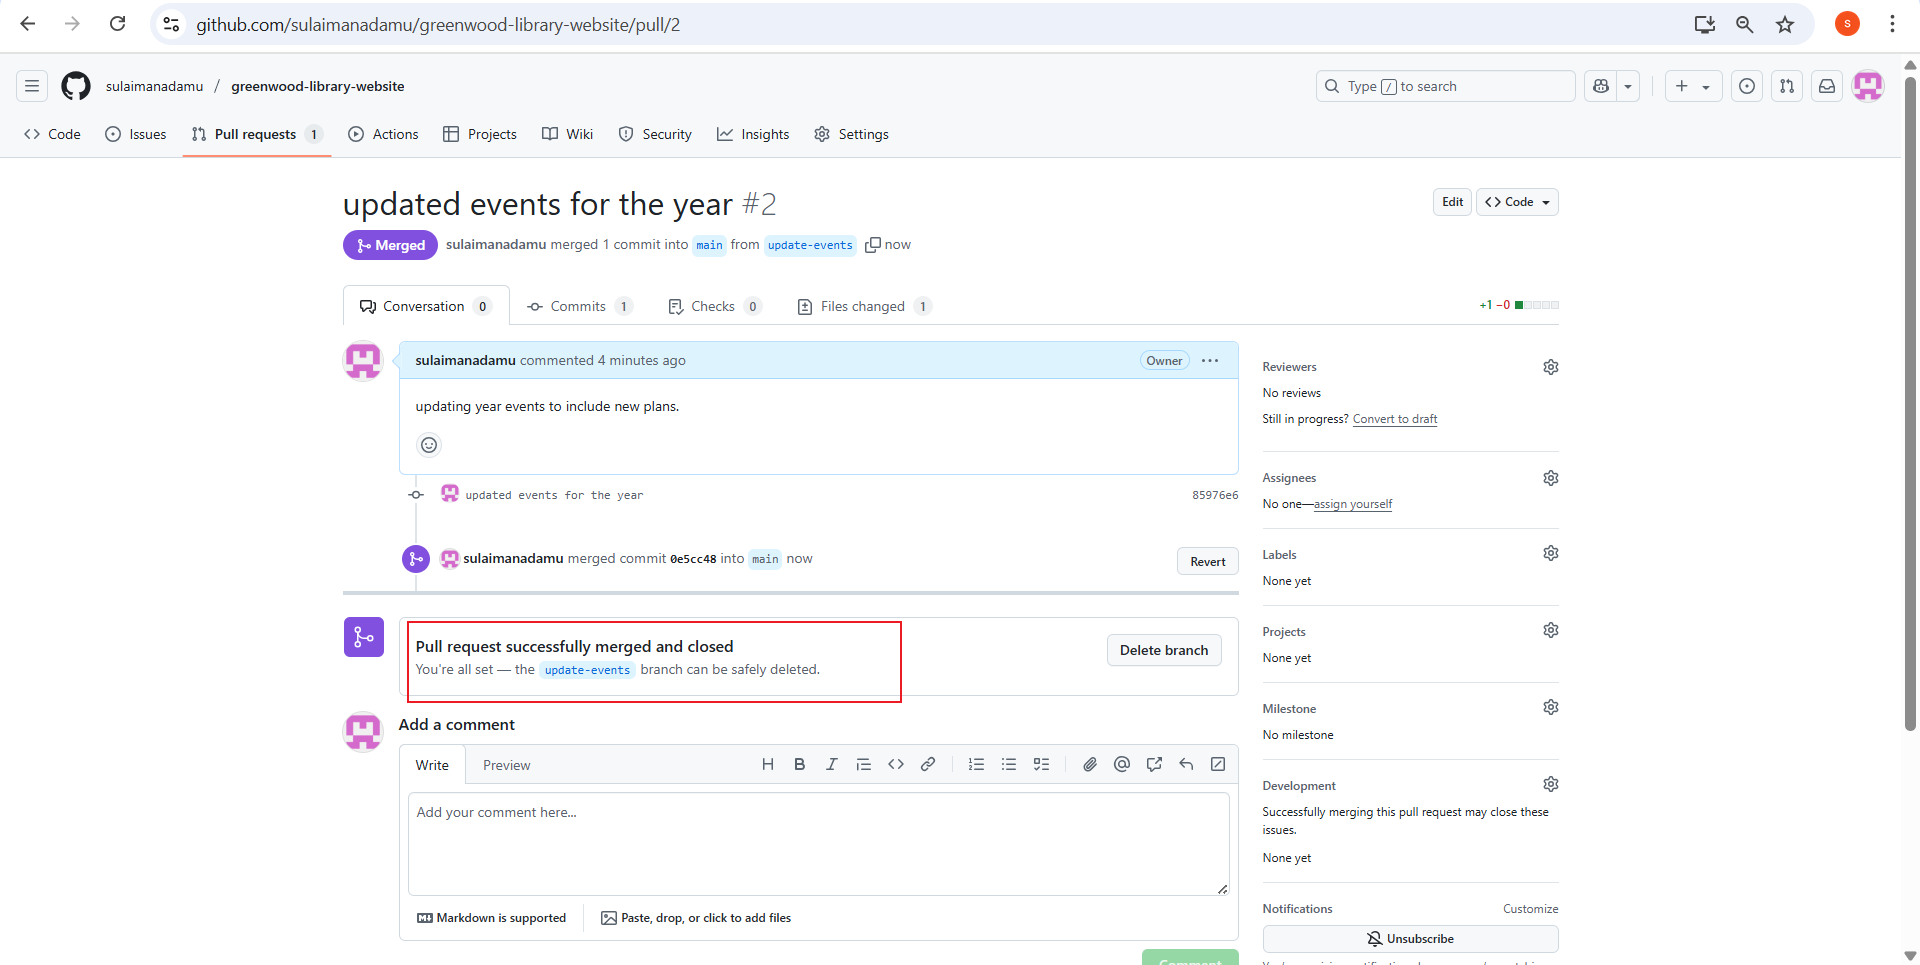 github.com/sulaimanadamu/greenwood-library-website/pull/2
S
sulaimanadamu / greenwood-library-website
Type / to search
Code Issues Pull requests 1 Actions Projects Wiki Security Insights Settings
updated events for the year #2
Edit <> Code
Merged sulaimanadamu merged 1 commit into main from update-events now
Conversation 0 Commits 1 Checks 0 Files changed 1
+1 −0
sulaimanadamu commented 4 minutes ago
Owner ...
updating year events to include new plans.
updated events for the year
85976e6
sulaimanadamu merged commit 0e5cc48 into main now
Revert
Pull request successfully merged and closed
You're all set — the update-events branch can be safely deleted.
Delete branch
Add a comment
Write Preview
H B I
Add your comment here...
Markdown is supported
Paste, drop, or click to add files
Comment
Reviewers
No reviews
Still in progress? Convert to draft
Assignees
No one—assign yourself
Labels
None yet
Projects
None yet
Milestone
No milestone
Development
Successfully merging this pull request may close these
issues.
None yet
Notifications
Customize
Unsubscribe